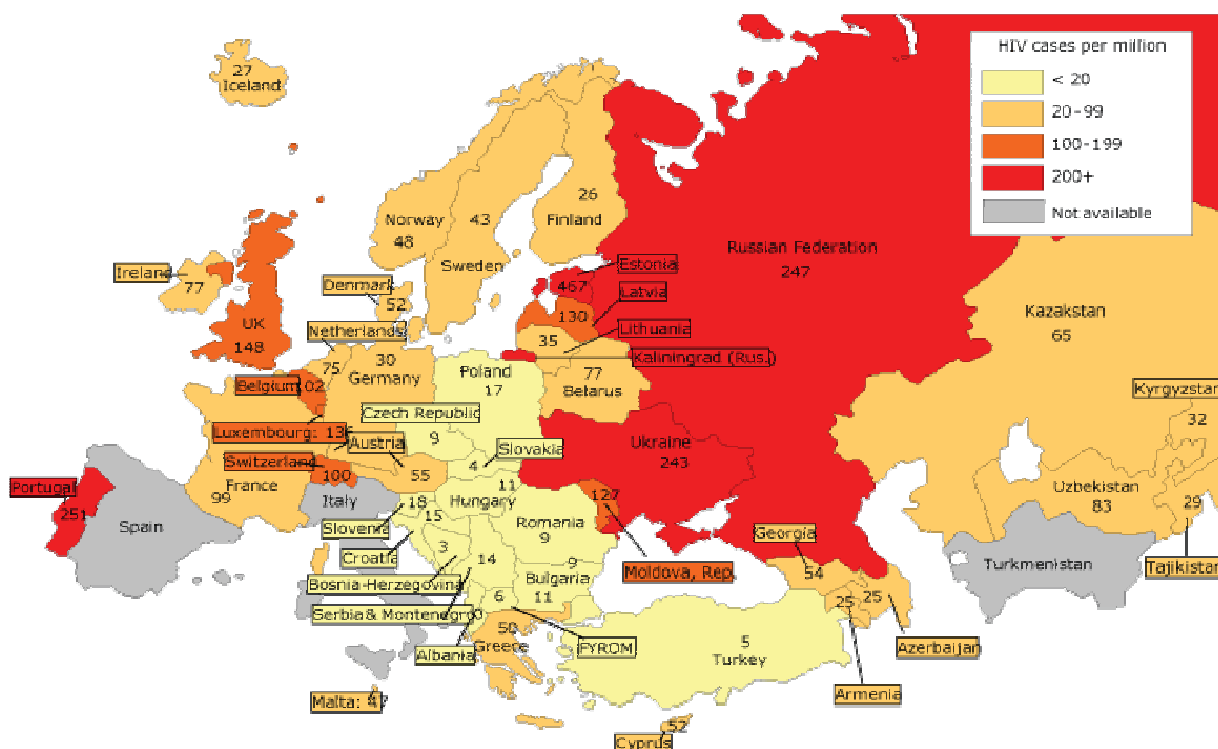 HIV cases per million
< 20
20-99
100-199
200+
Not available
27
Iceland
Norway
48
43
Sweden
26
Finland
Russian Federation
247
Estonia
467
Latvia
130
Lithuania
35
Kaliningrad (Rus.)
Ireland
77
UK
148
Denmark
52
Netherlands
75
30
Germany
Poland
17
77
Belarus
Kazakstan
65
Kyrgyzstan
32
Belgium
02
Luxembourg:
Czech Republic
9
Austria
55
Slovakia
4
Ukraine
243
Switzerland
100
99
France
Italy
11
Hungary
127
Moldova, Rep.
Uzbekistan
83
29
Tajikistan
Portugal
251
Spain
Slovenia
18
15
Croatia
Romania
9
Georgia
54
Turkmenistan
3
Bosnia-Herzegovina
14
Serbia & Montenegro
9
Bulgaria
11
6
FYROM
Albania
50
Greece
5
Turkey
25
25
Azerbaijan
Armenia
Malta:
52
Cyprus